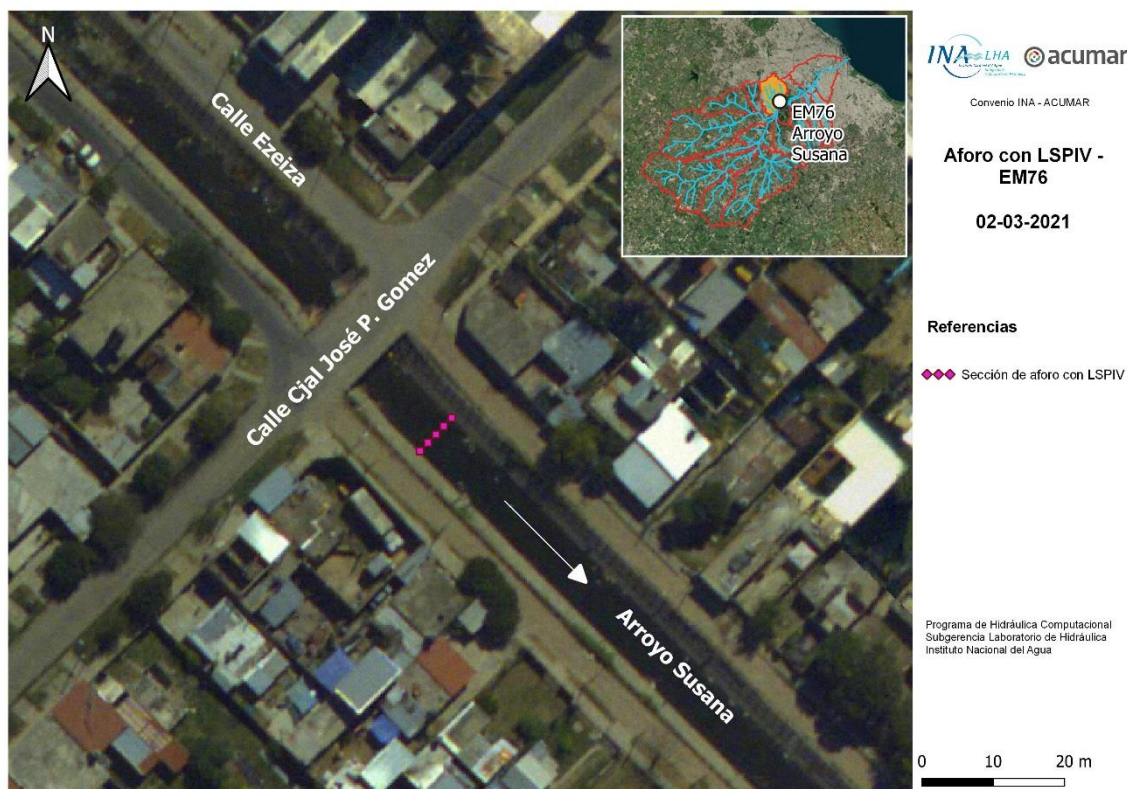 N
Calle Ezeiza
Calle Cjal José P. Gomez
Arroyo Susana
EM76
Arroyo
Susana
INA LHA
acumar
Convenio INA - ACUMAR
Aforo con LSPIV -
EM76
02-03-2021
Referencias
Sección de aforo con LSPIV
Programa de Hidráulica Computacional
Subgerencia Laboratorio de Hidráulica
Instituto Nacional del Agua
0 10 20 m